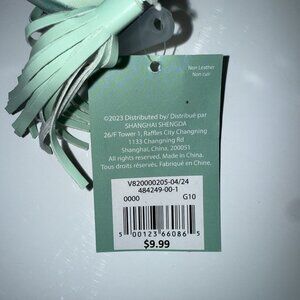 Non Leather
Non cuir
©2023 Distributed by/ Distribué par
SHANGHAI SHENGDA
26/F Tower 1, Raffles City Changning
1133 Changning Rd
Shanghai, China, 200051
All rights reserved. Made in China.
Tous droits réservés. Fabriqué en Chine.
V820000205-04/24
484249-00-1
0000 G10
5 00123 66086 5
$9.99